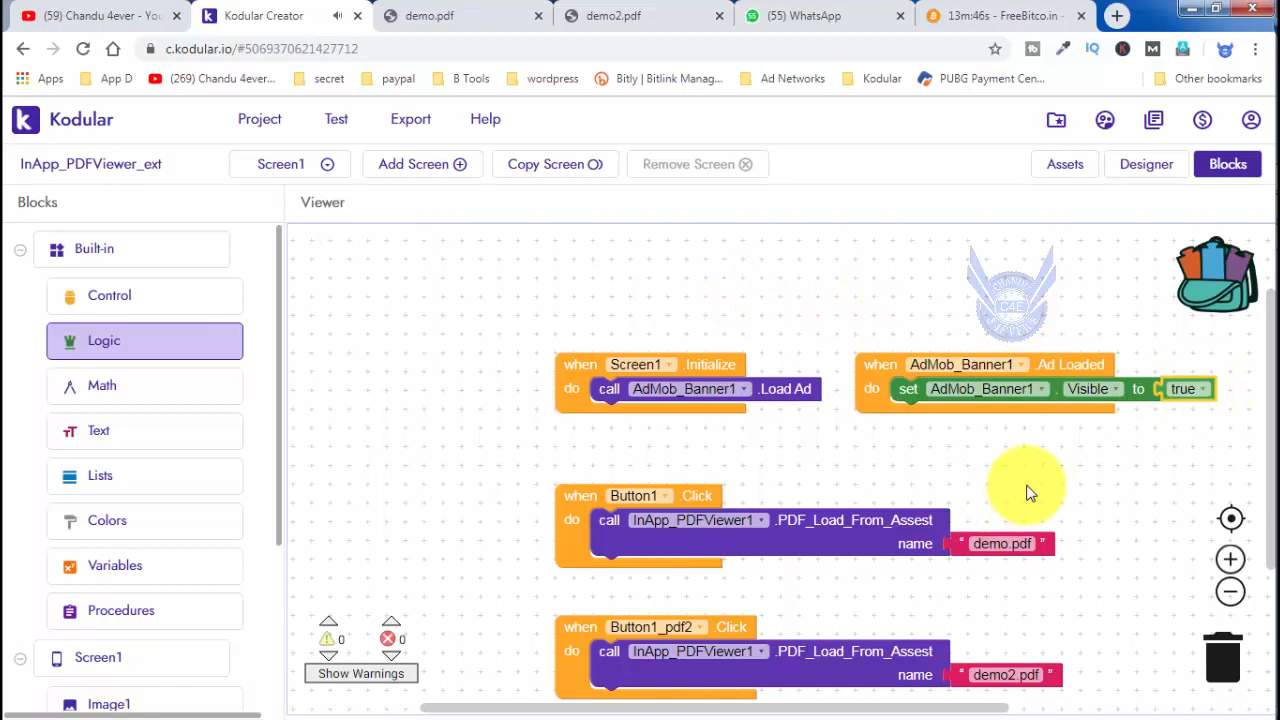 (59) Chandu 4ever - You
Kodular Creator
demo.pdf
demo2.pdf
(55) WhatsApp
13m:46s - FreeBitco.in -
c.kodular.io/#5069370621427712
Apps
App D
(269) Chandu 4ever...
secret
paypal
B Tools
wordpress
Bitly | Bitlink Manag...
Ad Networks
Kodular
PUBG Payment Cen...
Other bookmarks
Kodular
Project
Test
Export
Help
InApp_PDFViewer_ext
Screen1
Add Screen
Copy Screen
Remove Screen
Assets
Designer
Blocks
Blocks
Viewer
Built-in
Control
Logic
Math
Text
Lists
Colors
Variables
Procedures
Screen1
Image1
C4E
when Screen1 .Initialize
do call AdMob_Banner1 .Load Ad
when AdMob_Banner1 .Ad Loaded
do set AdMob_Banner1 . Visible to true
when Button1 .Click
do call InApp_PDFViewer1 .PDF_Load_From_Assest
name " demo.pdf "
when Button1_pdf2 .Click
do call InApp_PDFViewer1 .PDF_Load_From_Assest
name " demo2.pdf "
0
0
Show Warnings